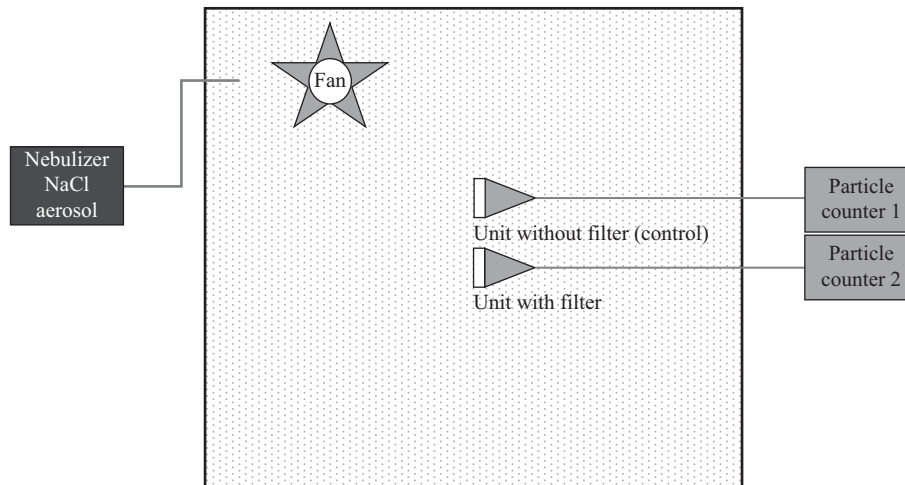 Fan
Nebulizer
NaCl
aerosol
Particle
counter 1
Unit without filter (control)
Particle
counter 2
Unit with filter